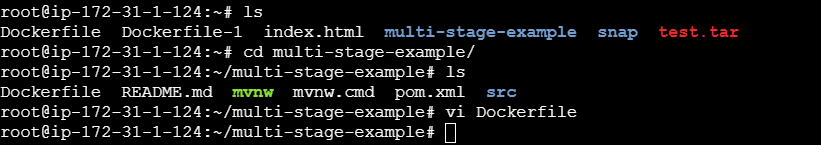 root@ip-172-31-1-124:~# ls
Dockerfile  Dockerfile-1  index.html  multi-stage-example  snap  test.tar
root@ip-172-31-1-124:~# cd multi-stage-example/
root@ip-172-31-1-124:~/multi-stage-example# ls
Dockerfile  README.md  mvnw  mvnw.cmd  pom.xml  src
root@ip-172-31-1-124:~/multi-stage-example# vi Dockerfile
root@ip-172-31-1-124:~/multi-stage-example#